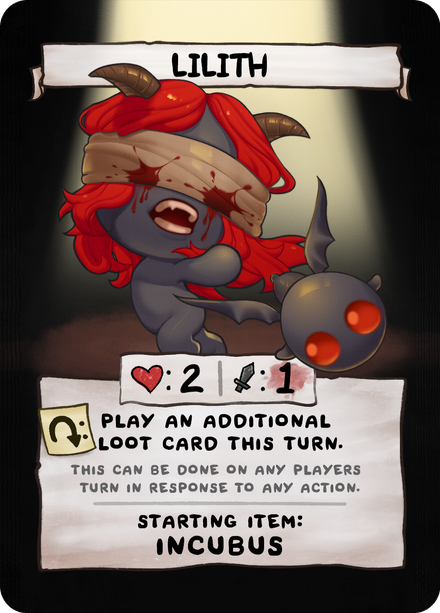 LILITH
: 2 | : 1
: PLAY AN ADDITIONAL
LOOT CARD THIS TURN.
THIS CAN BE DONE ON ANY PLAYERS
TURN IN RESPONSE TO ANY ACTION.
STARTING ITEM:
INCUBUS